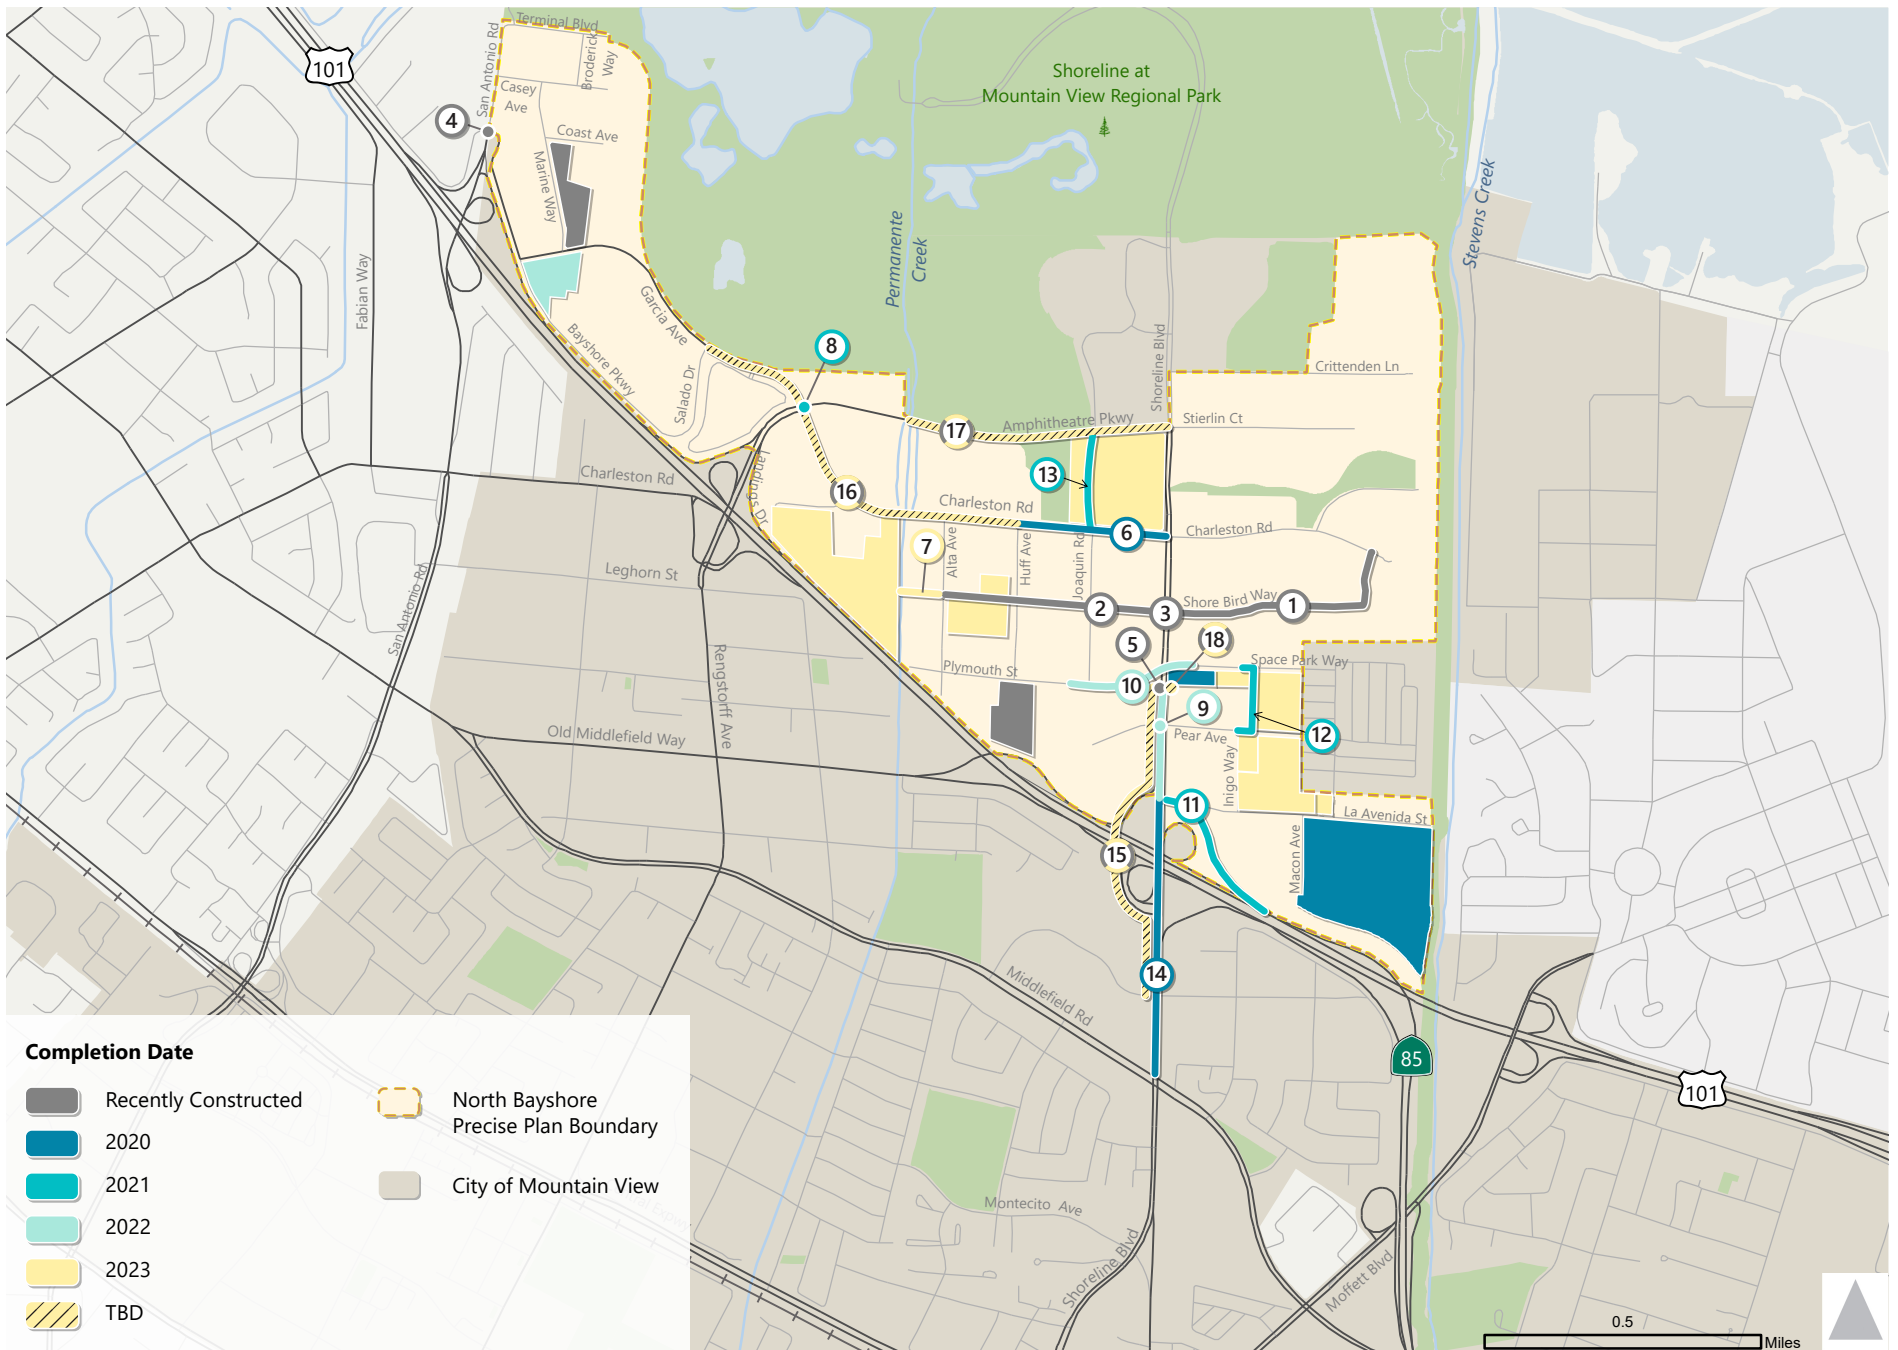 Terminal Blvd
San Antonio Rd
Broderick
Way
101
Casey
Ave
4
Coast Ave
Marine Way
Shoreline at
Mountain View Regional Park
Permanente
Creek
Stevens Creek
Fabian Way
Garcia Ave
Bayshore Pkwy
8
Salado Dr
Shoreline Blvd
Crittenden Ln
17
Amphitheatre Pkwy
Stierlin Ct
Landings Dr
Charleston Rd
13
16
Charleston Rd
6
Charleston Rd
7
Alta Ave
Huff Ave
Joaquin Rd
Leghorn St
San Antonio Rd
2
3
Shore Bird Way
1
5
18
Rengstorff Ave
Plymouth St
10
Space Park Way
9
Pear Ave
12
Old Middlefield Way
Inigo Way
11
La Avenida St
Macon Ave
15
14
Middlefield Rd
85
101
Montecito Ave
Shoreline Blvd
Moffett Blvd
Completion Date
Recently Constructed
2020
2021
2022
2023
TBD
North Bayshore
Precise Plan Boundary
City of Mountain View
0.5
Miles